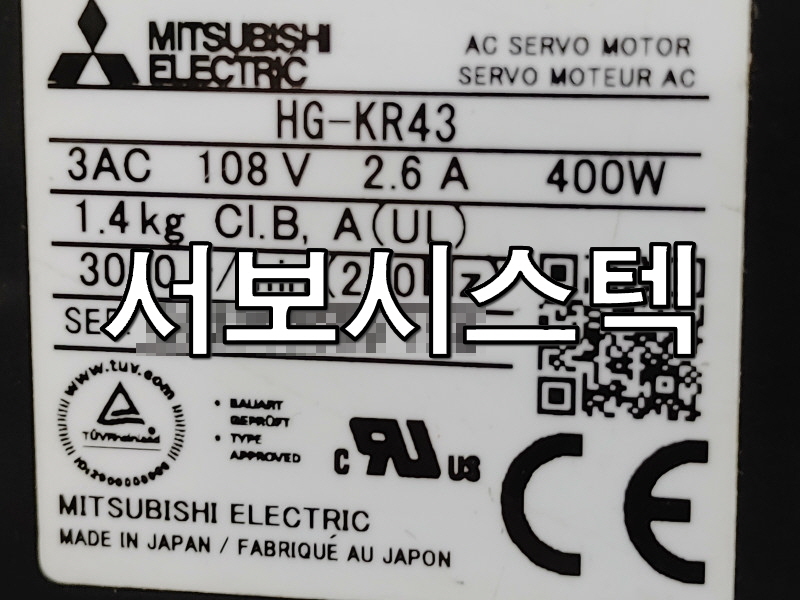 MITSUBISHI
ELECTRIC
AC SERVO MOTOR
SERVO MOTEUR AC
HG-KR43
3AC 108 V 2.6 A 400W
1.4kg Cl.B, A (UL)
서보시스텍
www.tuv.com
TÜVRheinland
• BAUART
GEPRÜFT
• TYPE
APPROVED
C US
CE
MITSUBISHI ELECTRIC
MADE IN JAPAN / FABRIQUÉ AU JAPON